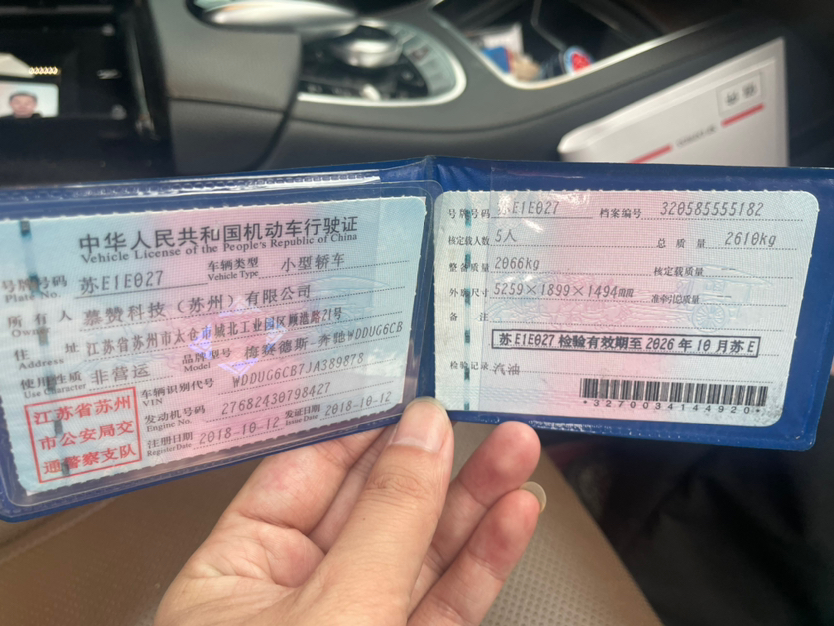 中华人民共和国机动车行驶证
Vehicle License of the People's Republic of China
号牌号码 苏E1E027 车辆类型 小型轿车
Plate No. Vehicle Type
所有人 慕赞科技（苏州）有限公司
Owner
住址 江苏省苏州市太仓市城北工业园区顾港路21号
Address
使用性质 非营运 品牌型号 梅赛德斯-奔驰WDDUG6CB
Use Character Model
车辆识别代号 WDDUG6CB7JA389878
VIN
江苏省苏州
市公安局交
通警察支队
发动机号码 27682430798427
Engine No.
注册日期 2018-10-12 发证日期 2018-10-12
Register Date Issue Date
号牌号码 苏E1E027 档案编号 320585555182
核定载人数 5人 总质量 2610kg
整备质量 2066kg 核定载质量
外廓尺寸 5259×1899×1494mm 准牵引总质量
备注
苏E1E027 检验有效期至 2026年10月苏E
检验记录 汽油
*3270034144920*